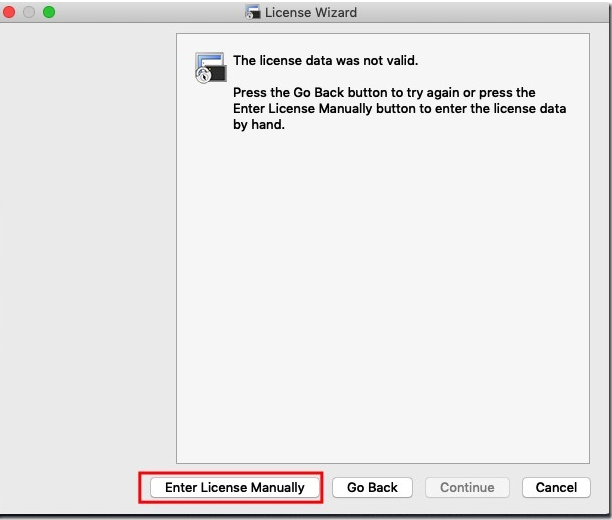 License Wizard
The license data was not valid.
Press the Go Back button to try again or press the
Enter License Manually button to enter the license data
by hand.
Enter License Manually
Go Back
Continue
Cancel